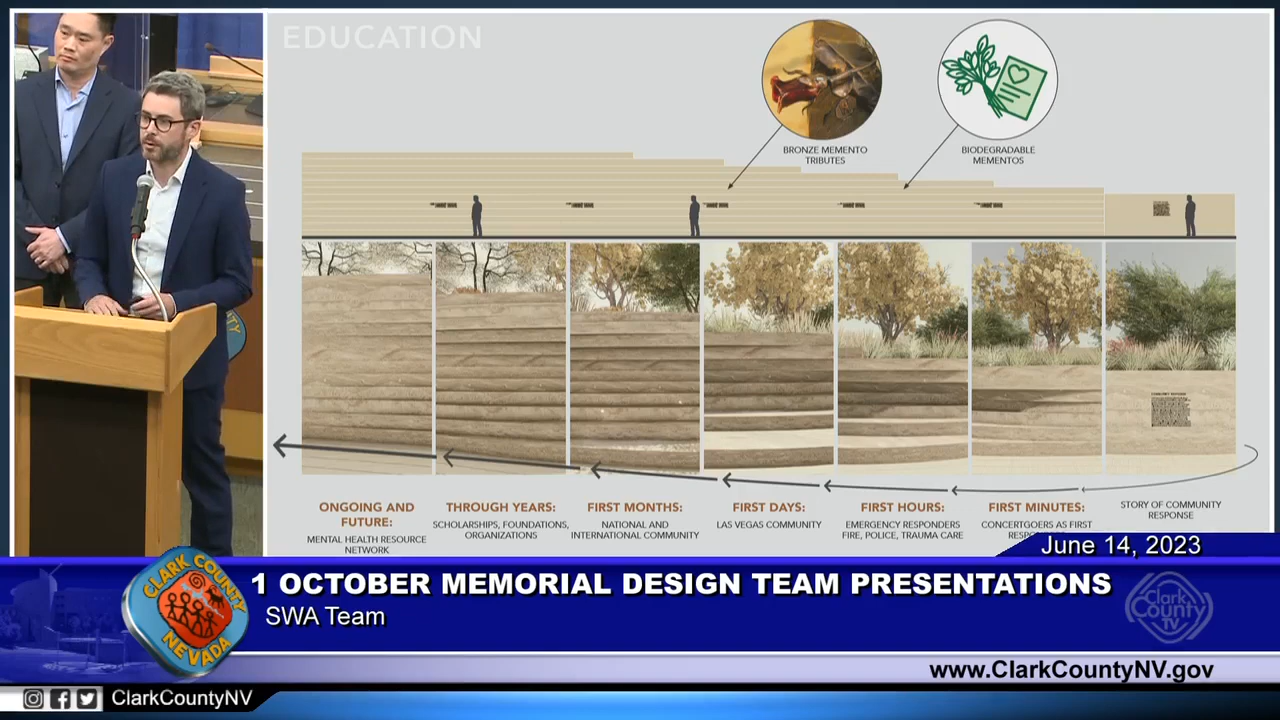 EDUCATION
BRONZE MEMENTO
TRIBUTES
BIODEGRADABLE
MEMENTOS
ONGOING AND
FUTURE:
MENTAL HEALTH RESOURCE
NETWORK
THROUGH YEARS:
SCHOLARSHIPS, FOUNDATIONS,
ORGANIZATIONS
FIRST MONTHS:
NATIONAL AND
INTERNATIONAL COMMUNITY
FIRST DAYS:
LAS VEGAS COMMUNITY
FIRST HOURS:
EMERGENCY RESPONDERS
FIRE, POLICE, TRAUMA CARE
FIRST MINUTES:
CONCERTGOERS AS FIRST
STORY OF COMMUNITY
RESPONSE
June 14, 2023
1 OCTOBER MEMORIAL DESIGN TEAM PRESENTATIONS
SWA Team
CLARK COUNTY
NEVADA
Clark
County
TV
www.ClarkCountyNV.gov
ClarkCountyNV